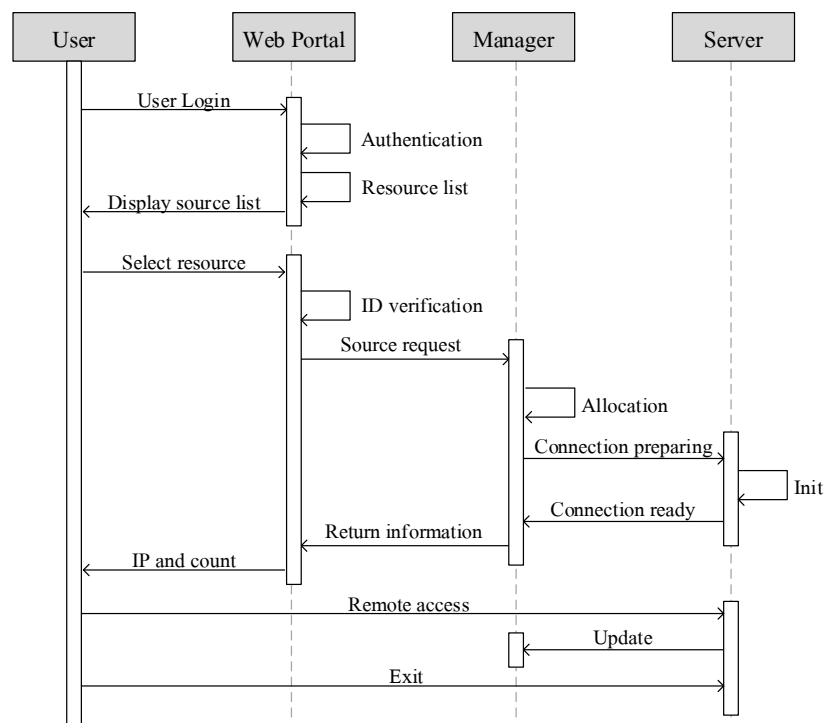 User
Web Portal
Manager
Server
User Login
Authentication
Resource list
Display source list
Select resource
ID verification
Source request
Allocation
Connection preparing
Init
Connection ready
Return information
IP and count
Remote access
Update
Exit